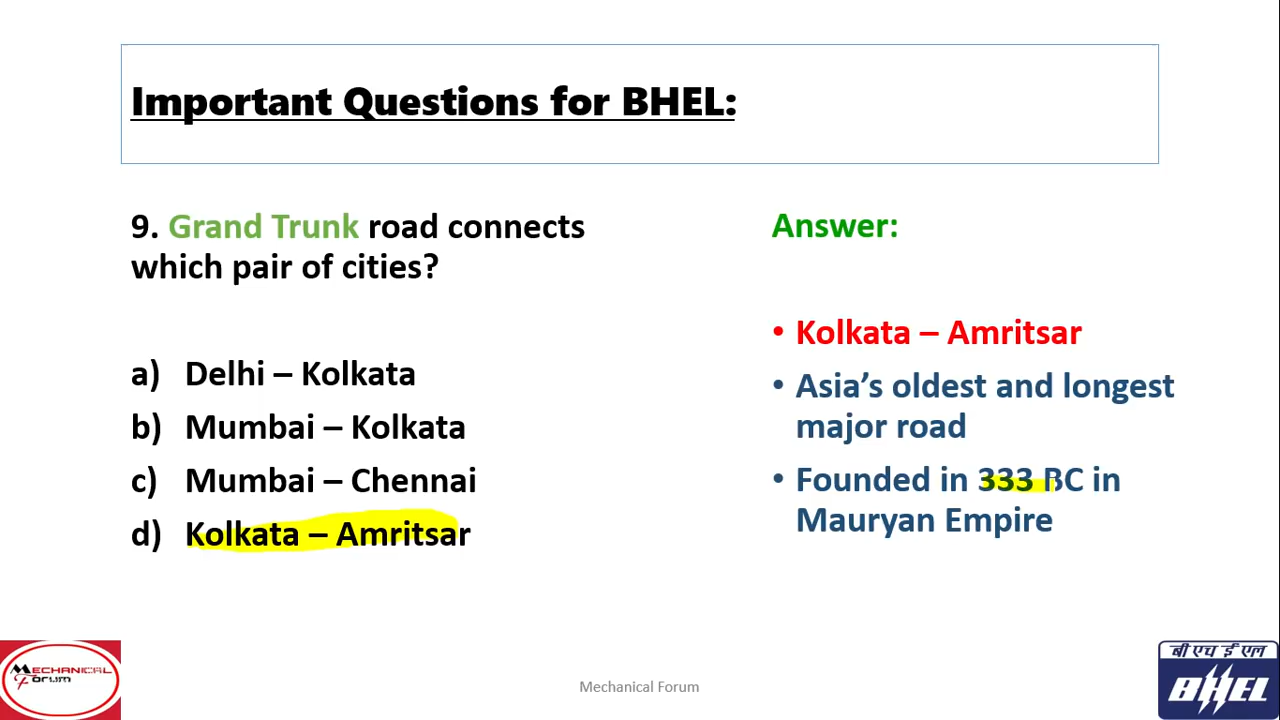 Important Questions for BHEL:
9. Grand Trunk road connects
which pair of cities?
a) Delhi – Kolkata
b) Mumbai – Kolkata
c) Mumbai – Chennai
d) Kolkata – Amritsar
Answer:
• Kolkata – Amritsar
• Asia’s oldest and longest
major road
• Founded in 333 BC in
Mauryan Empire
MECHANICAL
Forum
Mechanical Forum
बी एच ई एल
BHEL